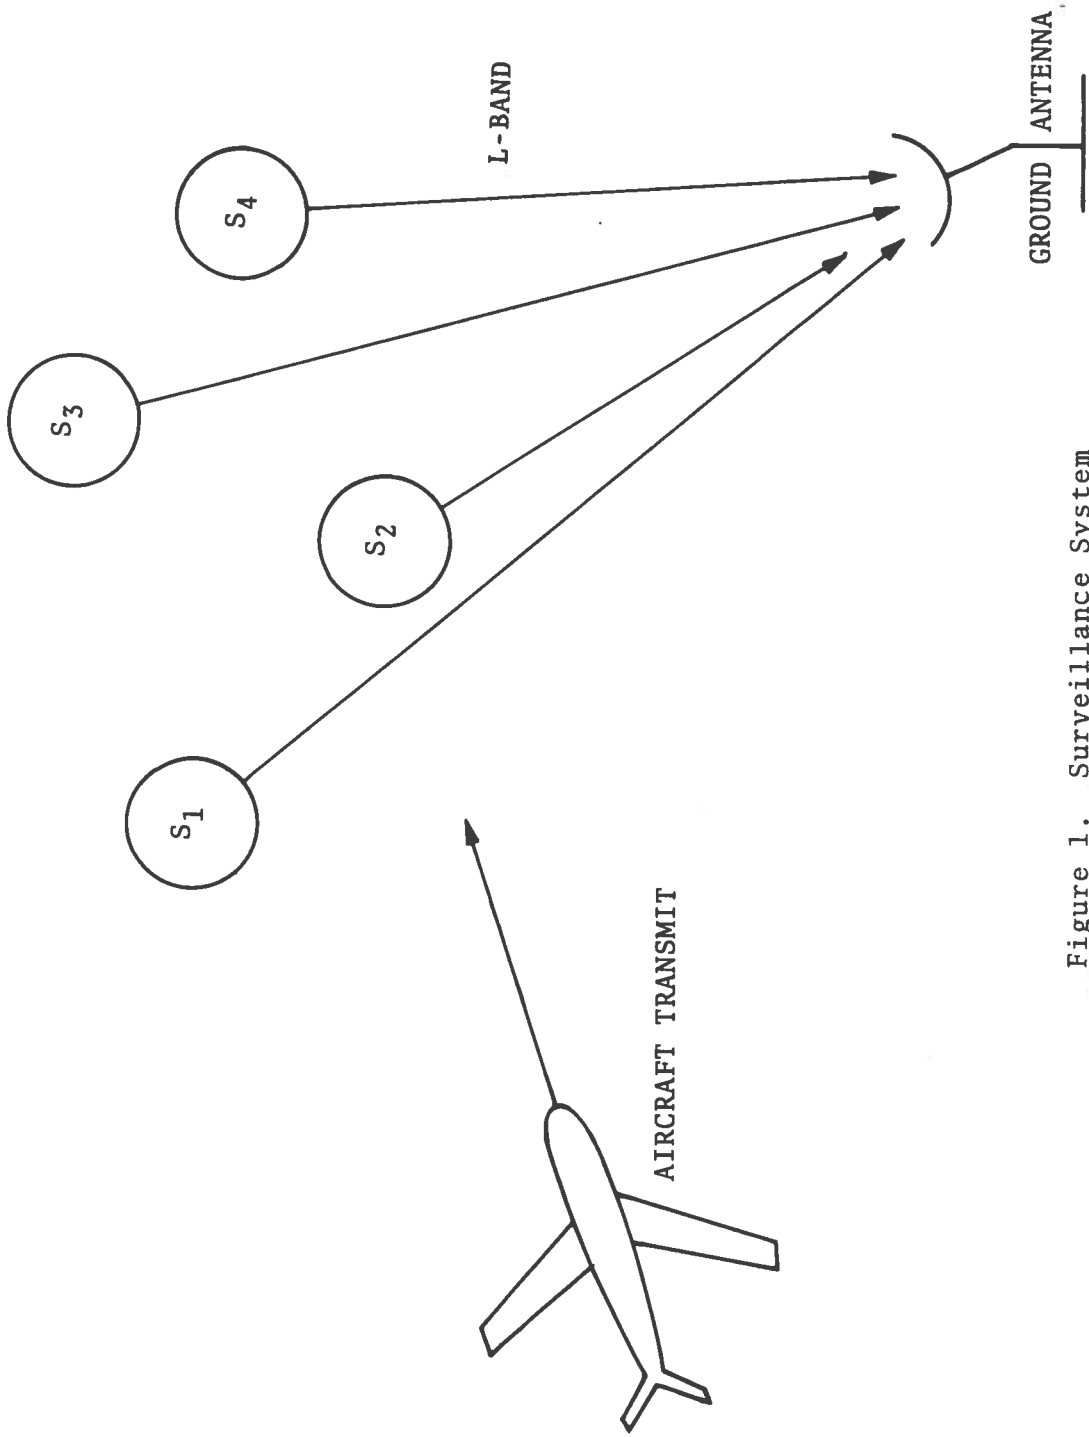 S1
S2
S3
S4
L-BAND
AIRCRAFT TRANSMIT
GROUND ANTENNA
Figure 1. Surveillance System